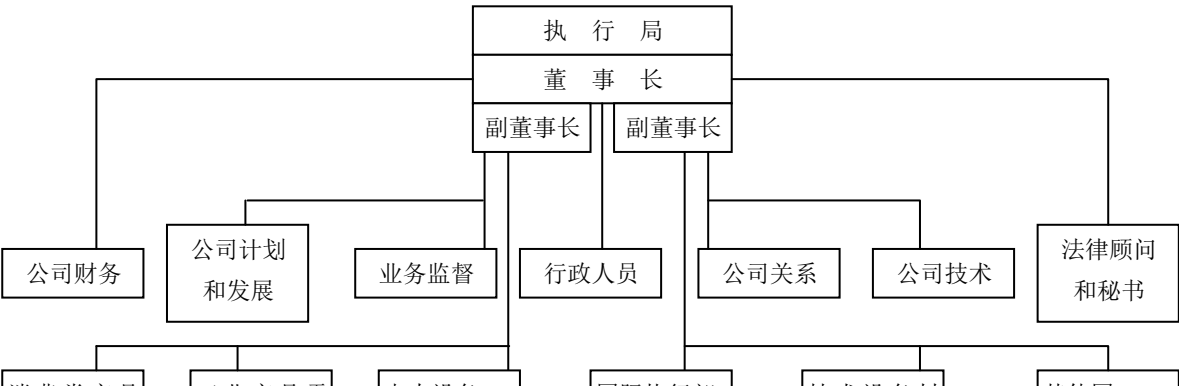 执 行 局
董 事 长
副董事长 副董事长
公司财务
公司计划
和发展
业务监督
行政人员
公司关系
公司技术
法律顾问
和秘书